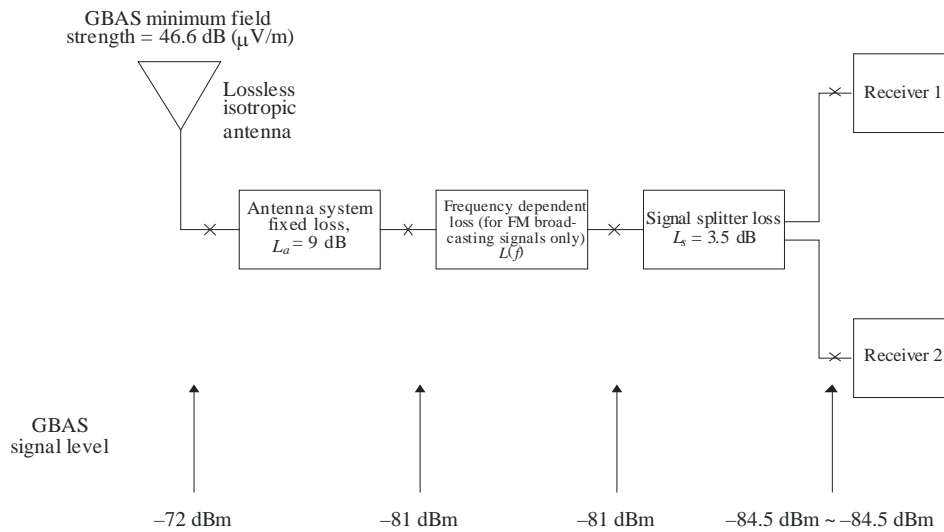 GBAS minimum field
strength = 46.6 dB (μV/m)
Lossless
isotropic
antenna
Receiver 1
Antenna system
fixed loss,
La = 9 dB
Frequency dependent
loss (for FM broad-
casting signals only)
L(f)
Signal splitter loss
Ls = 3.5 dB
Receiver 2
GBAS
signal level
–72 dBm
–81 dBm
–81 dBm
–84.5 dBm ~ –84.5 dBm